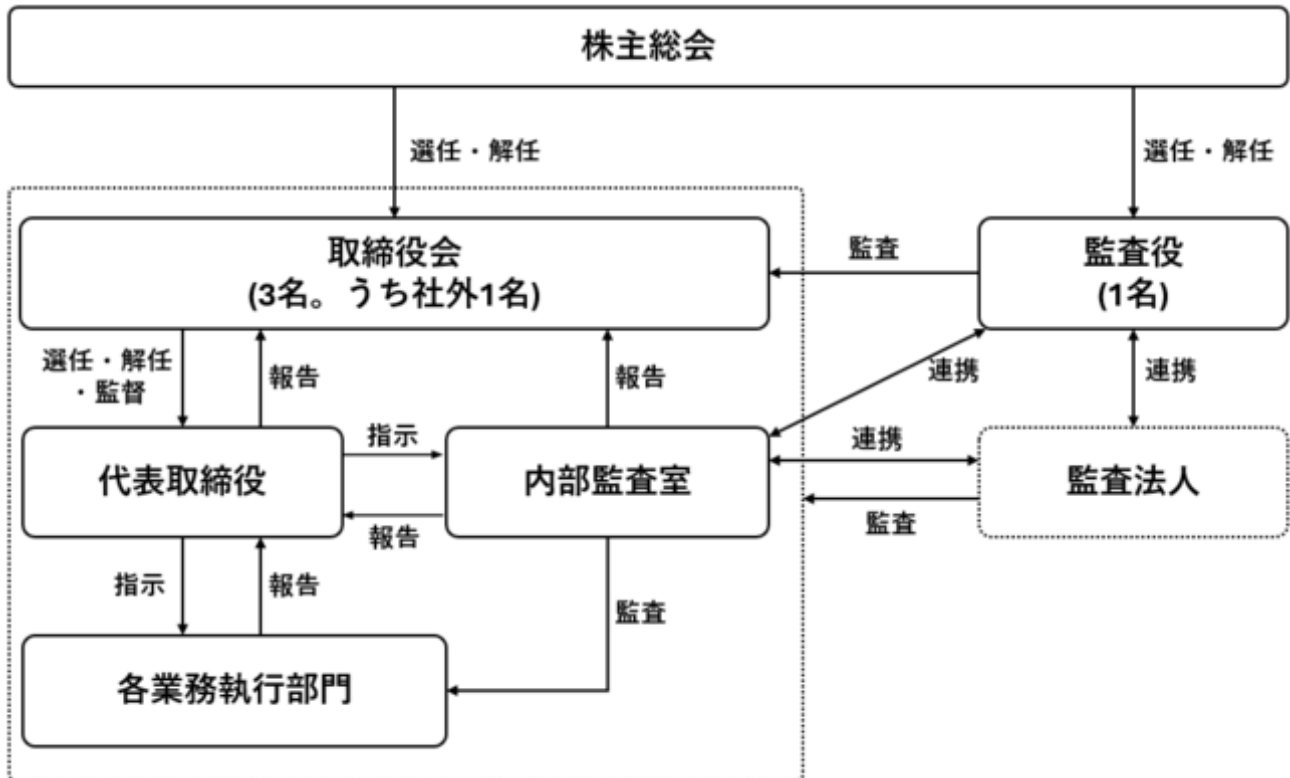 株主総会
選任・解任
選任・解任
取締役会
(3名。うち社外1名)
監査
監査役
(1名)
選任・解任
・監督
報告
報告
連携
連携
代表取締役
指示
内部監査室
連携
監査法人
報告
監査
指示
報告
監査
各業務執行部門